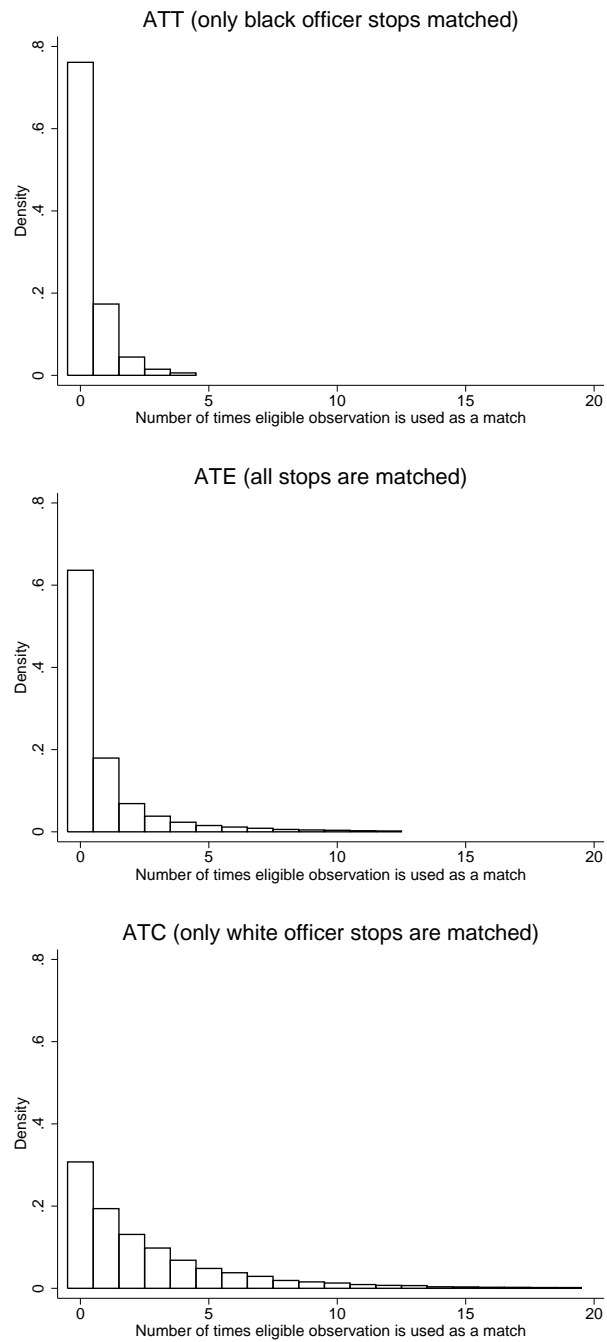 ATT (only black officer stops matched)
.8
.6
.4
.2
0
Density
0 5 10 15 20
Number of times eligible observation is used as a match
ATE (all stops are matched)
.8
.6
.4
.2
0
Density
0 5 10 15 20
Number of times eligible observation is used as a match
ATC (only white officer stops are matched)
.8
.6
.4
.2
0
Density
0 5 10 15 20
Number of times eligible observation is used as a match